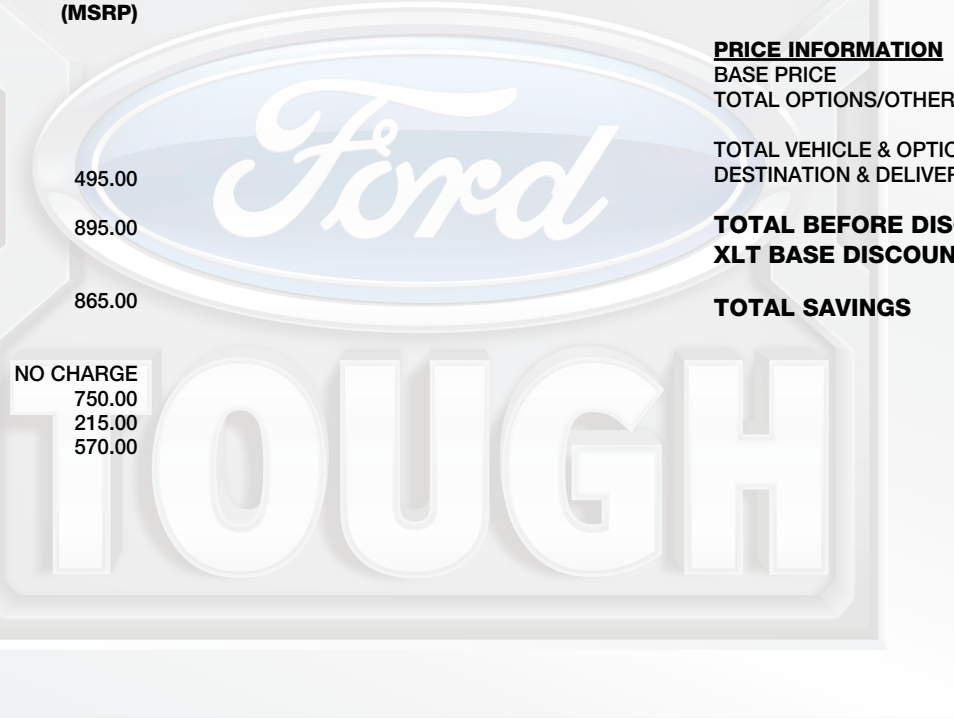 (MSRP)
495.00
895.00
865.00
NO CHARGE
750.00
215.00
570.00
PRICE INFORMATION
BASE PRICE
TOTAL OPTIONS/OTHER
TOTAL VEHICLE & OPTIO
DESTINATION & DELIVER
TOTAL BEFORE DIS
XLT BASE DISCOUN
TOTAL SAVINGS
Ford
TOUGH